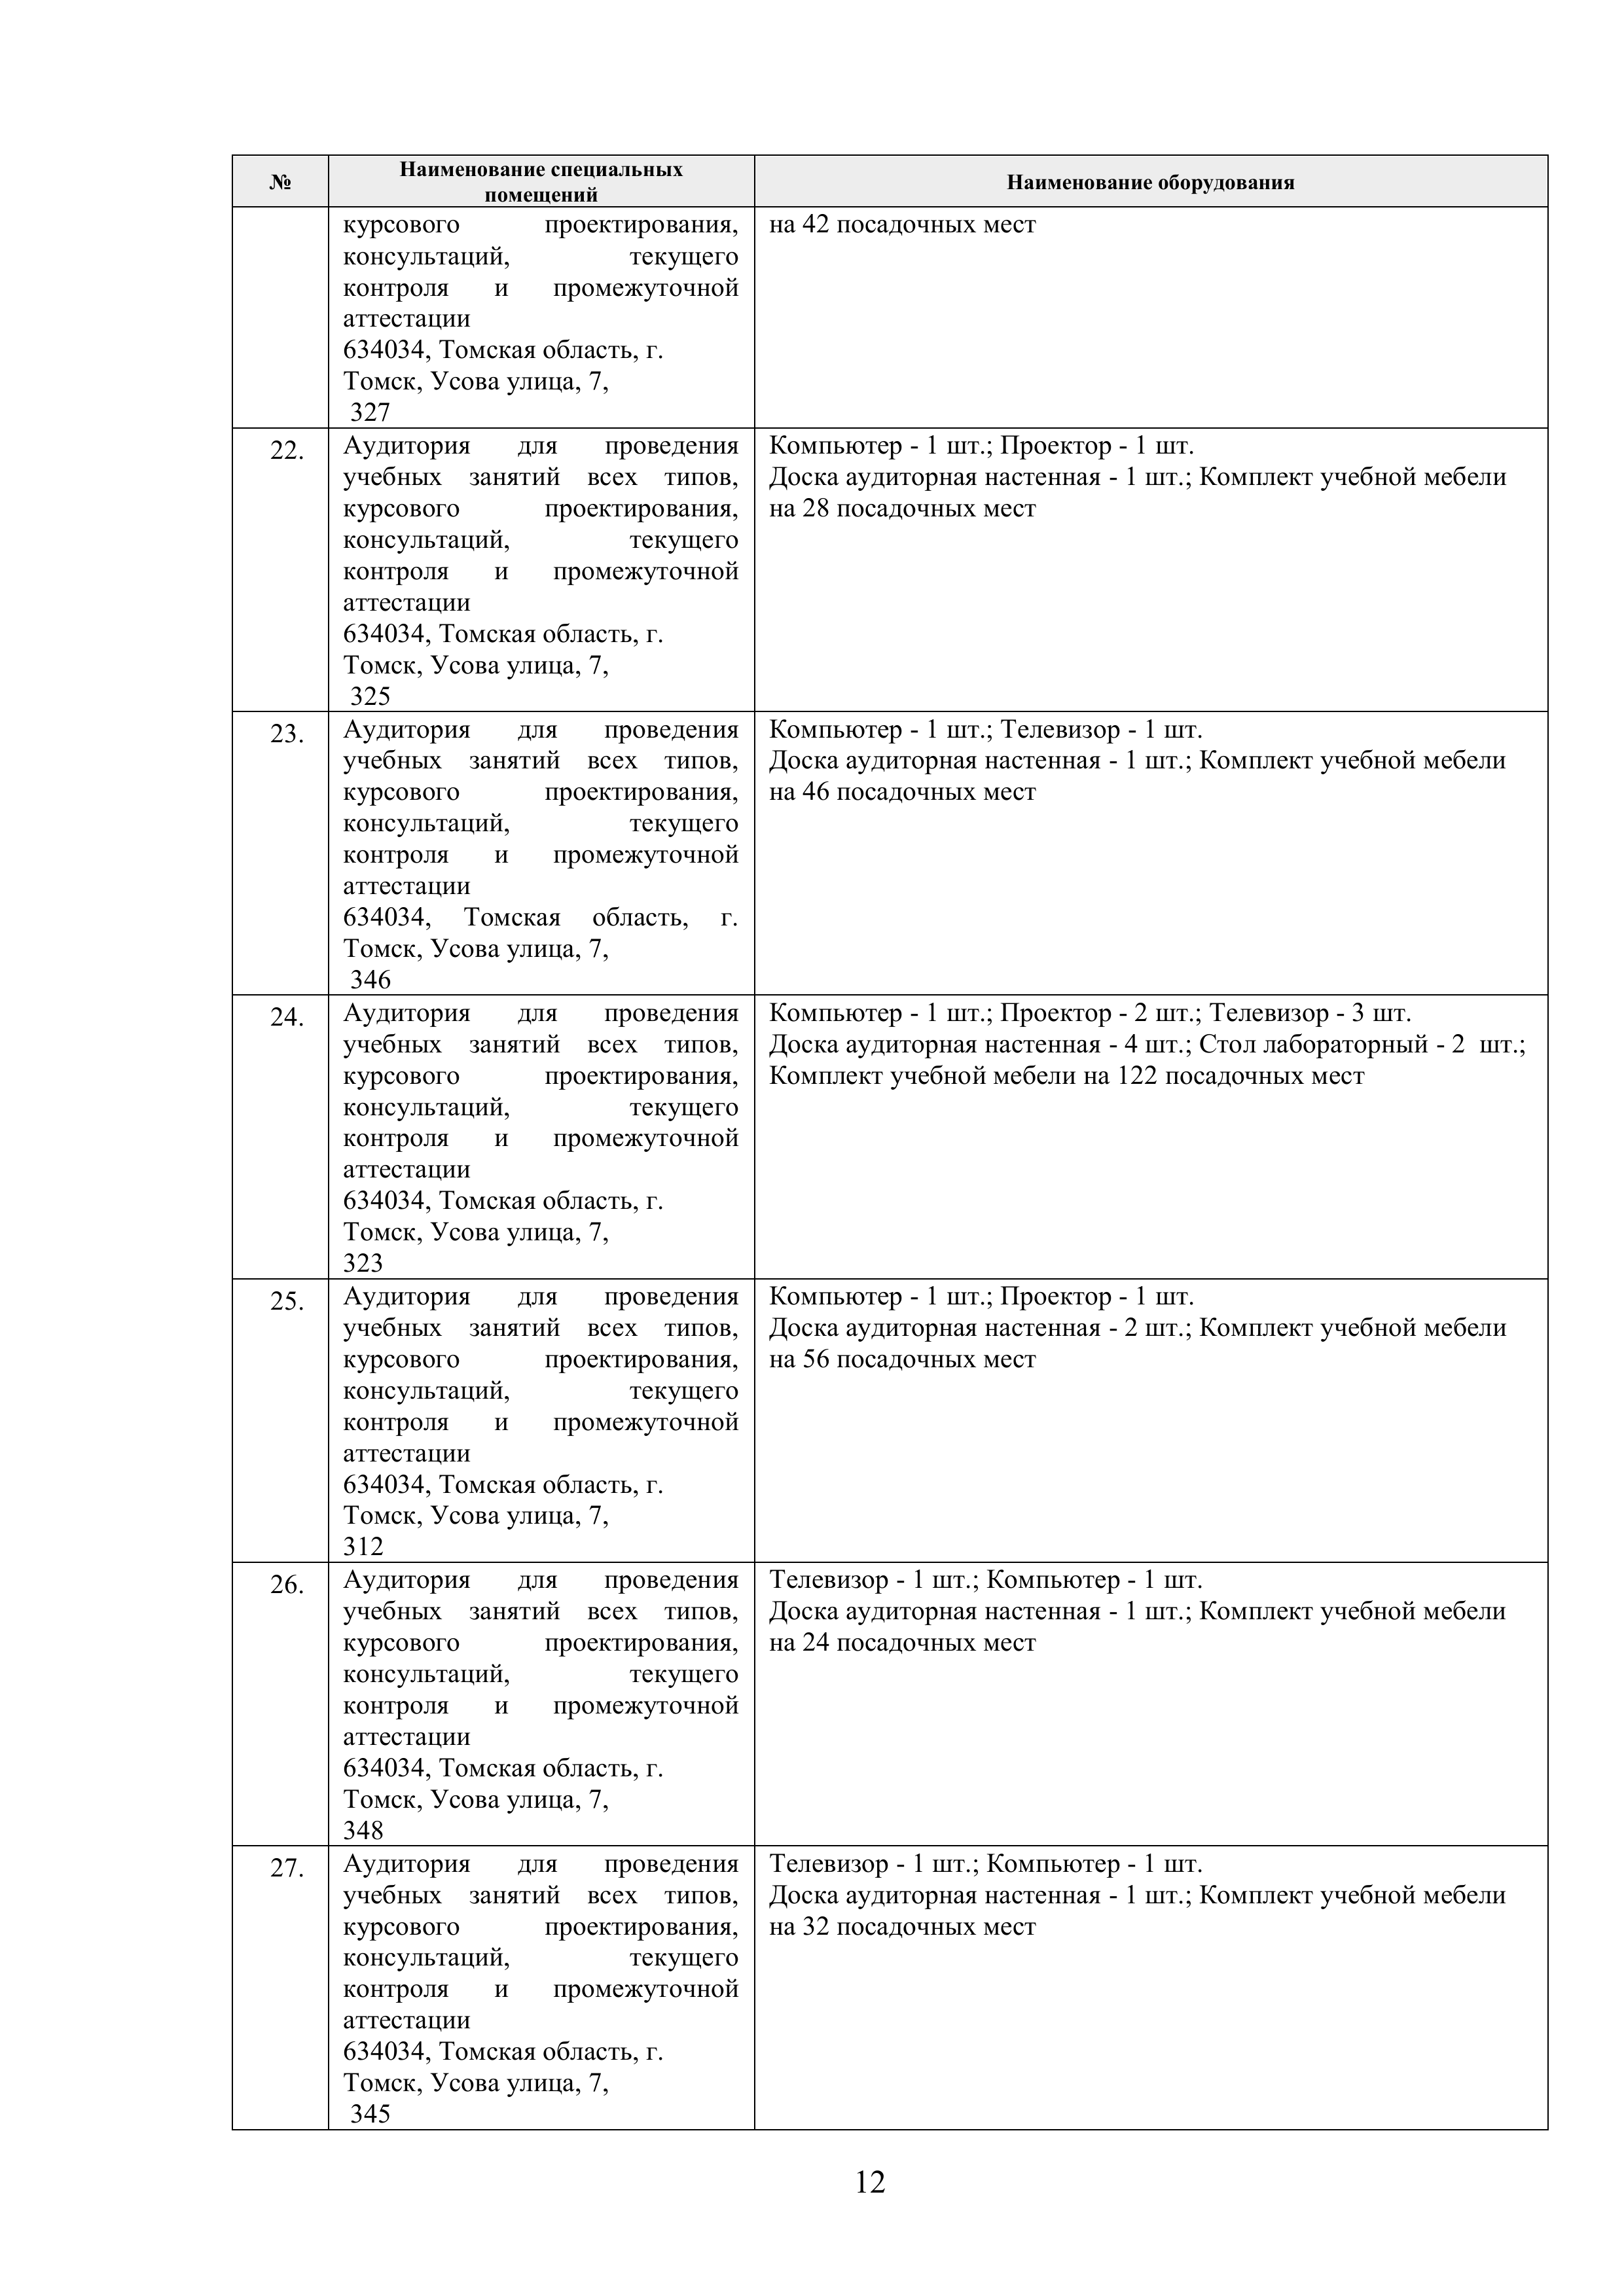 №
Наименование специальных
помещений
Наименование оборудования
курсового проектирования,
консультаций, текущего
контроля и промежуточной
аттестации
634034, Томская область, г.
Томск, Усова улица, 7,
327
на 42 посадочных мест
22.
Аудитория для проведения
учебных занятий всех типов,
курсового проектирования,
консультаций, текущего
контроля и промежуточной
аттестации
634034, Томская область, г.
Томск, Усова улица, 7,
325
Компьютер - 1 шт.; Проектор - 1 шт.
Доска аудиторная настенная - 1 шт.; Комплект учебной мебели
на 28 посадочных мест
23.
Аудитория для проведения
учебных занятий всех типов,
курсового проектирования,
консультаций, текущего
контроля и промежуточной
аттестации
634034, Томская область, г.
Томск, Усова улица, 7,
346
Компьютер - 1 шт.; Телевизор - 1 шт.
Доска аудиторная настенная - 1 шт.; Комплект учебной мебели
на 46 посадочных мест
24.
Аудитория для проведения
учебных занятий всех типов,
курсового проектирования,
консультаций, текущего
контроля и промежуточной
аттестации
634034, Томская область, г.
Томск, Усова улица, 7,
323
Компьютер - 1 шт.; Проектор - 2 шт.; Телевизор - 3 шт.
Доска аудиторная настенная - 4 шт.; Стол лабораторный - 2  шт.;
Комплект учебной мебели на 122 посадочных мест
25.
Аудитория для проведения
учебных занятий всех типов,
курсового проектирования,
консультаций, текущего
контроля и промежуточной
аттестации
634034, Томская область, г.
Томск, Усова улица, 7,
312
Компьютер - 1 шт.; Проектор - 1 шт.
Доска аудиторная настенная - 2 шт.; Комплект учебной мебели
на 56 посадочных мест
26.
Аудитория для проведения
учебных занятий всех типов,
курсового проектирования,
консультаций, текущего
контроля и промежуточной
аттестации
634034, Томская область, г.
Томск, Усова улица, 7,
348
Телевизор - 1 шт.; Компьютер - 1 шт.
Доска аудиторная настенная - 1 шт.; Комплект учебной мебели
на 24 посадочных мест
27.
Аудитория для проведения
учебных занятий всех типов,
курсового проектирования,
консультаций, текущего
контроля и промежуточной
аттестации
634034, Томская область, г.
Томск, Усова улица, 7,
345
Телевизор - 1 шт.; Компьютер - 1 шт.
Доска аудиторная настенная - 1 шт.; Комплект учебной мебели
на 32 посадочных мест
12